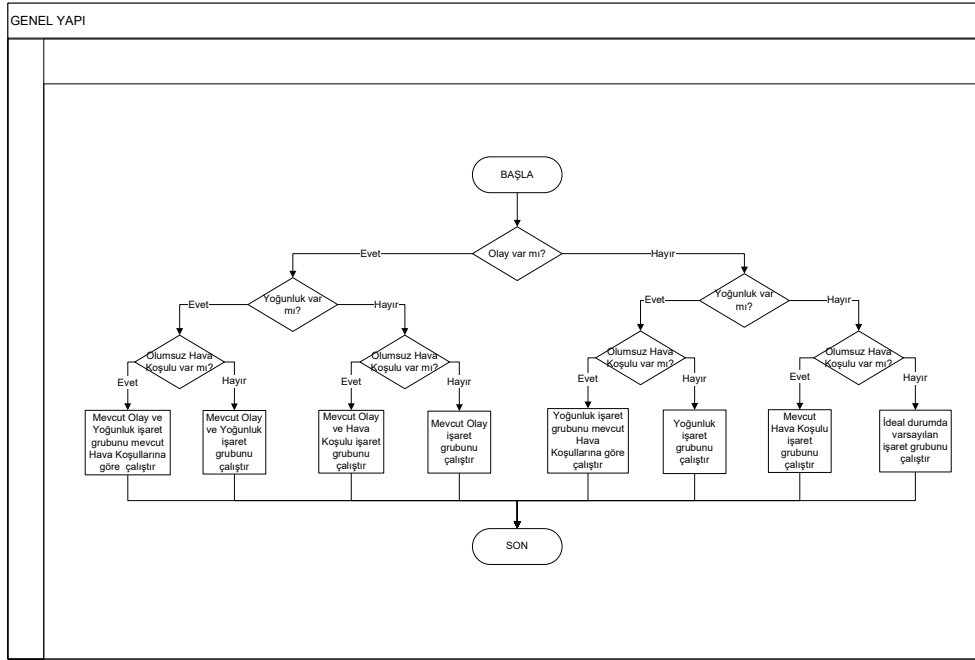 GENEL YAPI
BAŞLA
Olay var mı?
Evet
Hayır
Yoğunluk var
mı?
Evet
Hayır
Yoğunluk var
mı?
Evet
Hayır
Olumsuz Hava
Koşulu var mı?
Evet
Hayır
Olumsuz Hava
Koşulu var mı?
Evet
Hayır
Olumsuz Hava
Koşulu var mı?
Evet
Hayır
Olumsuz Hava
Koşulu var mı?
Evet
Hayır
Mevcut Olay ve
Yoğunluk işaret
grubunu mevcut
Hava Koşullarına
göre çalıştır
Mevcut Olay
ve Yoğunluk
işaret
grubunu
çalıştır
Mevcut Olay
ve Hava
Koşulu işaret
grubunu
çalıştır
Mevcut Olay
işaret
grubunu
çalıştır
Yoğunluk işaret
grubunu mevcut
Hava
Koşullarına göre
çalıştır
Yoğunluk
işaret
grubunu
çalıştır
Mevcut
Hava Koşulu
işaret
grubunu
çalıştır
İdeal durumda
varsayılan
işaret grubunu
çalıştır
SON